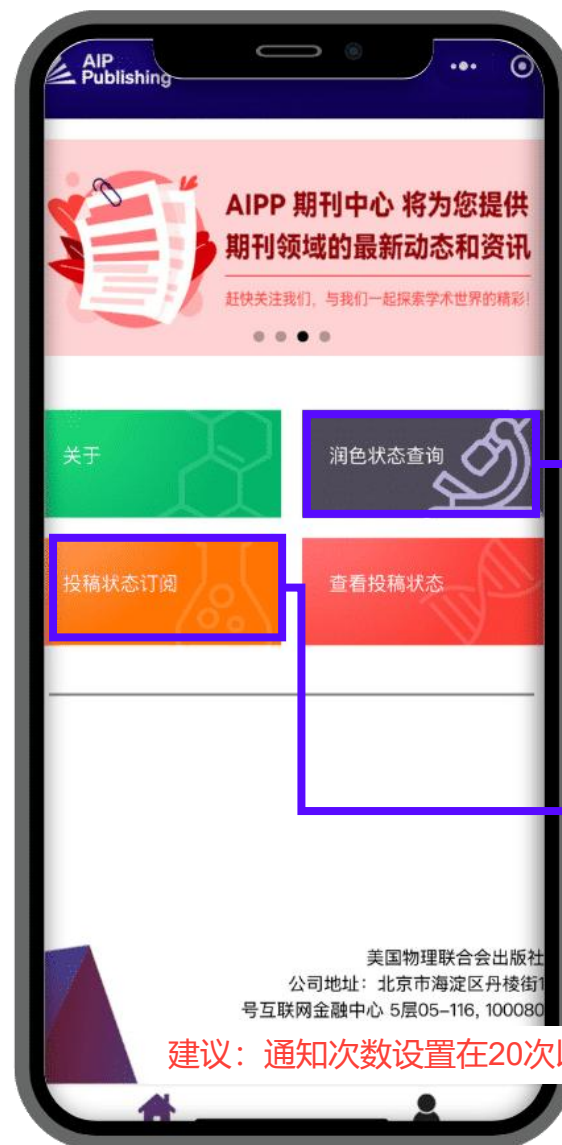 AIP
Publishing
AIPP 期刊中心 将为您提供
期刊领域的最新动态和资讯
赶快关注我们，与我们一起探索学术世界的精彩！
关于
润色状态查询
投稿状态订阅
查看投稿状态
美国物理联合会出版社
公司地址：北京市海淀区丹棱街1
号互联网金融中心 5层05–116, 100080
建议：通知次数设置在20次以